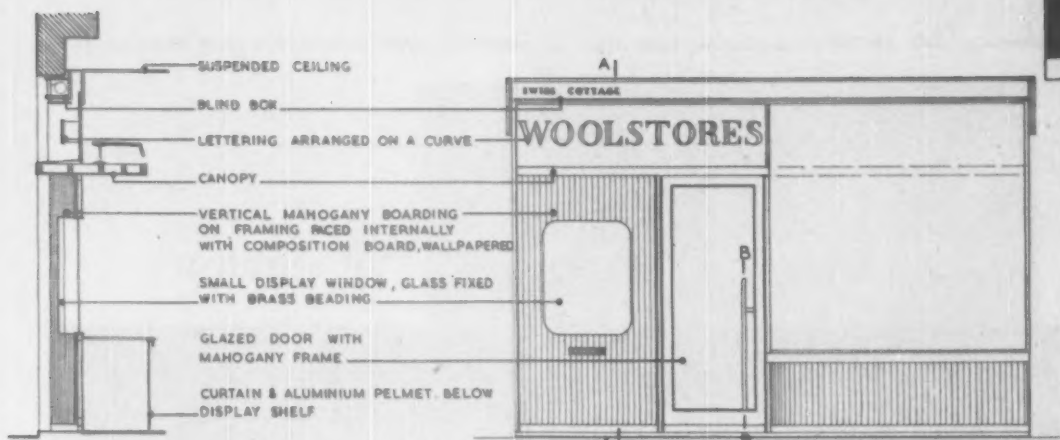 SUSPENDED CEILING
BLIND BOX
LETTERING ARRANGED ON A CURVE
CANOPY
VERTICAL MAHOGANY BOARDING
ON FRAMING FACED INTERNALLY
WITH COMPOSITION BOARD, WALLPAPERED
SMALL DISPLAY WINDOW, GLASS FIXED
WITH BRASS BEADING
GLAZED DOOR WITH
MAHOGANY FRAME
CURTAIN & ALUMINIUM PELMET BELOW
DISPLAY SHELF
A
SWISS COTTAGE
WOOLSTORES
B